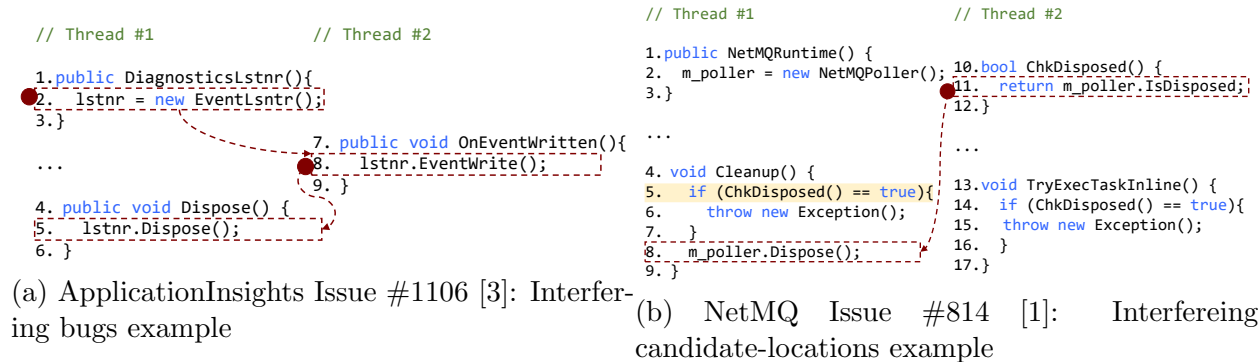 // Thread #1
// Thread #2
1.public DiagnosticsLstnr(){
2. lstnr = new EventLsntr();
3.}
...
7. public void OnEventWritten(){
8. lstnr.EventWrite();
9. }
4. public void Dispose() {
5. lstnr.Dispose();
6. }
(a) ApplicationInsights Issue #1106 [3]: Interfer-
ing bugs example
// Thread #1
// Thread #2
1.public NetMQRuntime() {
2. m_poller = new NetMQPoller();
3.}
...
4. void Cleanup() {
5. if (ChkDisposed() == true){
6. throw new Exception();
7. }
8. m_poller.Dispose();
9. }
10.bool ChkDisposed() {
11. return m_poller.IsDisposed;
12.}
...
13.void TryExecTaskInline() {
14. if (ChkDisposed() == true){
15. throw new Exception();
16. }
17.}
(b) NetMQ Issue #814 [1]: Interfereing
candidate-locations example